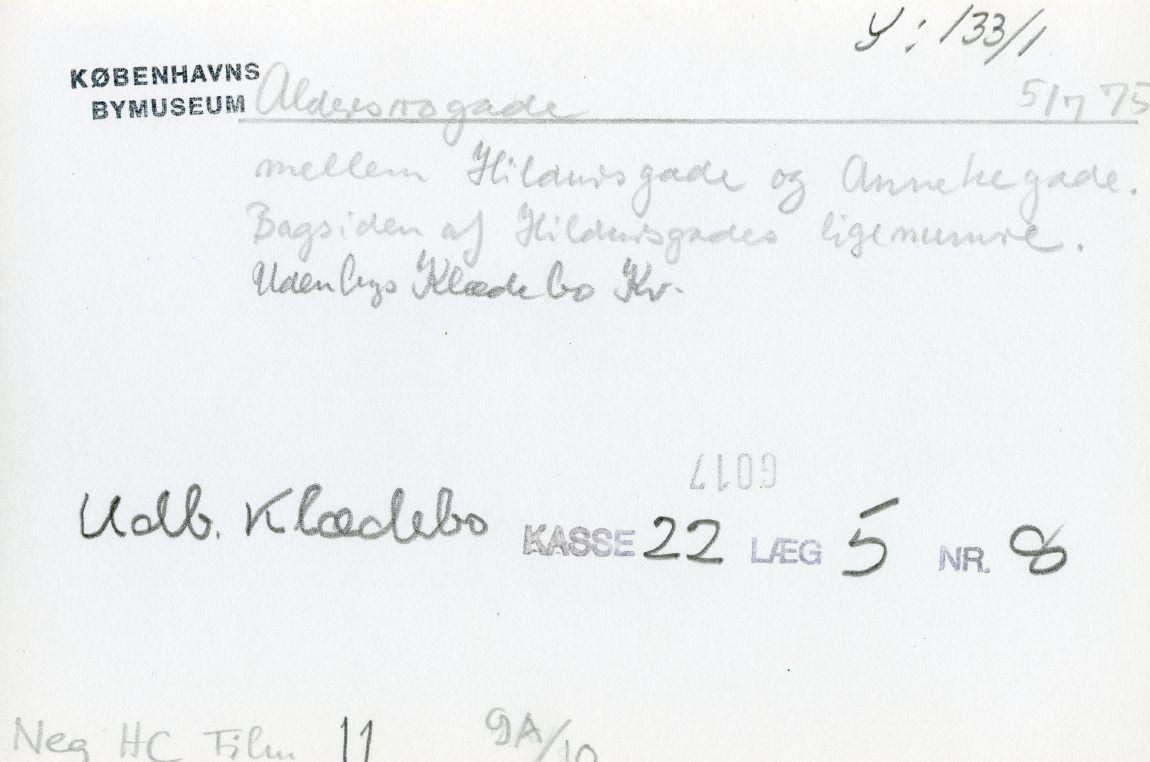 Y: 133/1
KØBENHAVNS
BYMUSEUM Aldersrogade 5/7 75
mellem Hildursgade og Annekegade.
Bagsiden af Hildursgades ligenumre.
Udenbys Klædebo Kv.
6017
Udb. Klædebo KASSE 22 LÆG 5 NR. 8
Neg HC Film 11 9A/10